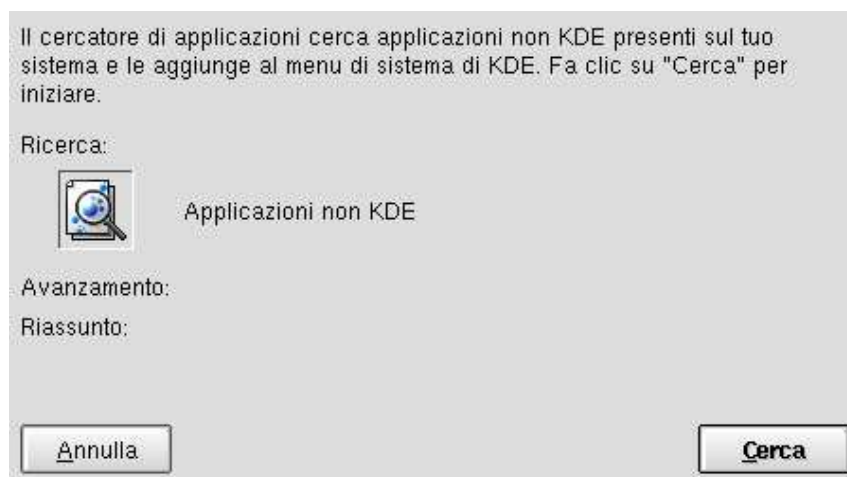 Il cercatore di applicazioni cerca applicazioni non KDE presenti sul tuo
sistema e le aggiunge al menu di sistema di KDE. Fa clic su "Cerca" per
iniziare.
Ricerca:
Applicazioni non KDE
Avanzamento:
Riassunto:
Annulla
Cerca